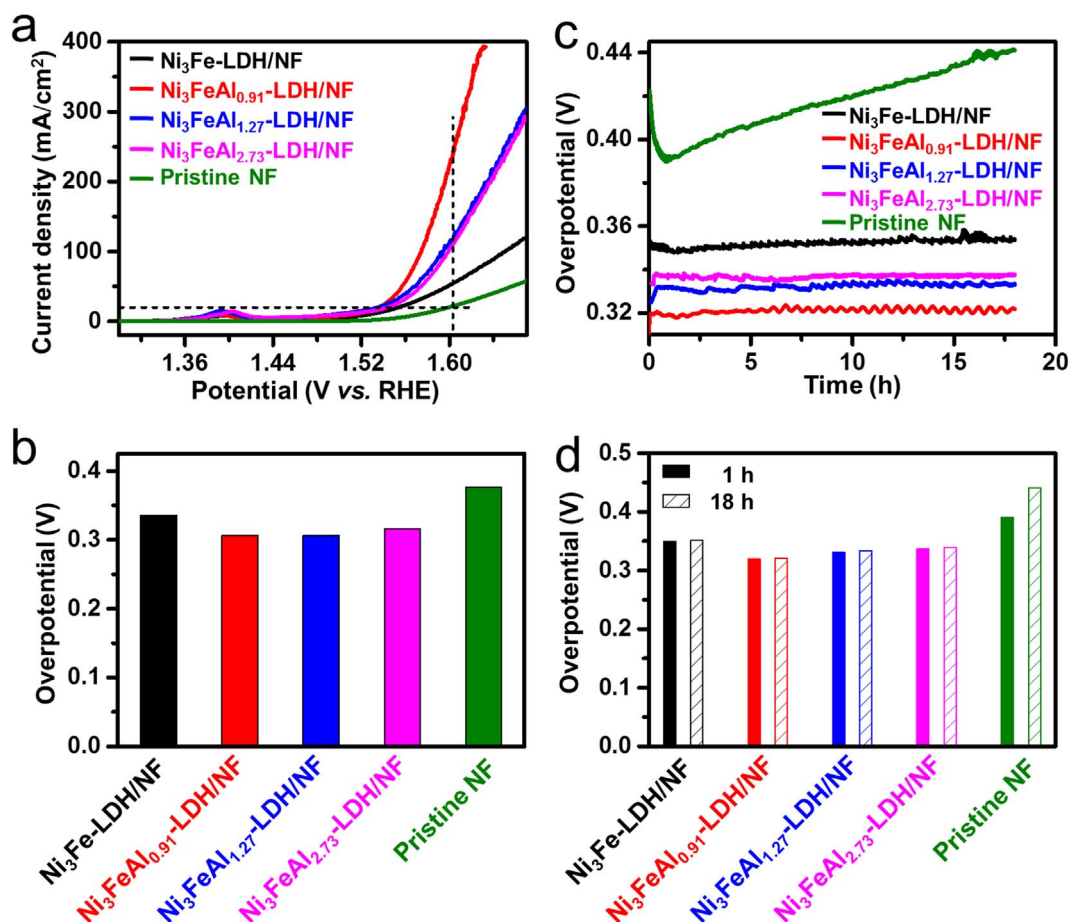 a
Current density (mA/cm²)
400
300
200
100
0
Ni₃Fe-LDH/NF
Ni₃FeAl₀.₉₁-LDH/NF
Ni₃FeAl₁.₂₇-LDH/NF
Ni₃FeAl₂.₇₃-LDH/NF
Pristine NF
1.36 1.44 1.52 1.60
Potential (V vs. RHE)
c
Overpotential (V)
0.44
0.40
0.36
0.32
Ni₃Fe-LDH/NF
Ni₃FeAl₀.₉₁-LDH/NF
Ni₃FeAl₁.₂₇-LDH/NF
Ni₃FeAl₂.₇₃-LDH/NF
Pristine NF
0 5 10 15 20
Time (h)
b
Overpotential (V)
0.4
0.3
0.2
0.1
0.0
Ni₃Fe-LDH/NF
Ni₃FeAl₀.₉₁-LDH/NF
Ni₃FeAl₁.₂₇-LDH/NF
Ni₃FeAl₂.₇₃-LDH/NF
Pristine NF
d
Overpotential (V)
0.5
0.4
0.3
0.2
0.1
0.0
1 h
18 h
Ni₃Fe-LDH/NF
Ni₃FeAl₀.₉₁-LDH/NF
Ni₃FeAl₁.₂₇-LDH/NF
Ni₃FeAl₂.₇₃-LDH/NF
Pristine NF